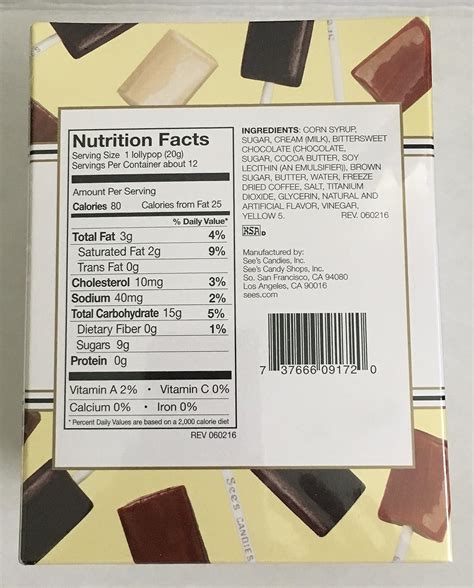 Nutrition Facts
Serving Size 1 lollypop (20g)
Servings Per Container about 12
Amount Per Serving
Calories 80 Calories from Fat 25
% Daily Value*
Total Fat 3g 4%
Saturated Fat 2g 9%
Trans Fat 0g
Cholesterol 10mg 3%
Sodium 40mg 2%
Total Carbohydrate 15g 5%
Dietary Fiber 0g 1%
Sugars 9g
Protein 0g
Vitamin A 2% • Vitamin C 0%
Calcium 0% • Iron 0%
* Percent Daily Values are based on a 2,000 calorie diet
REV 060216
INGREDIENTS: CORN SYRUP,
SUGAR, CREAM (MILK), BITTERSWEET
CHOCOLATE (CHOCOLATE,
SUGAR, COCOA BUTTER, SOY
LECITHIN (AN EMULSIFIER)), BROWN
SUGAR, BUTTER, WATER, FREEZE
DRIED COFFEE, SALT, TITANIUM
DIOXIDE, GLYCERIN, NATURAL AND
ARTIFICIAL FLAVOR, VINEGAR,
YELLOW 5. REV. 060216
KSA D
Manufactured by:
See's Candies, Inc.
See's Candy Shops, Inc.
So. San Francisco, CA 94080
Los Angeles, CA 90016
sees.com
7 37666 09172 0
See's CANDIES